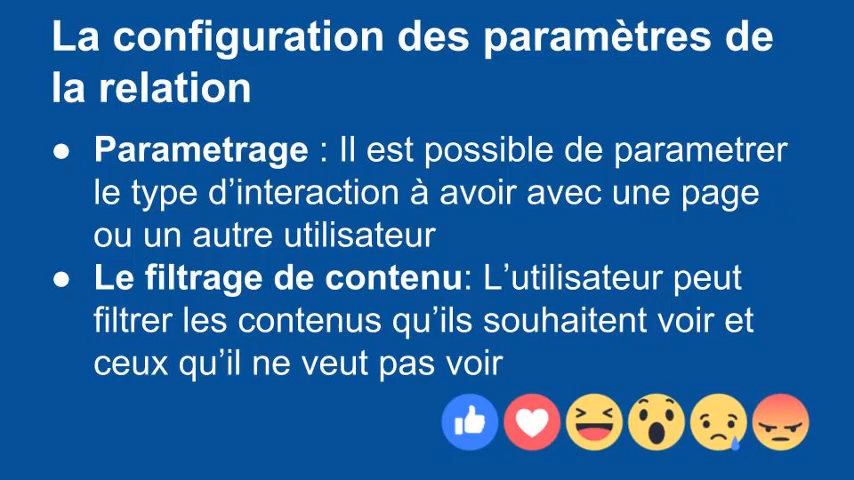 La configuration des paramètres de
la relation
● Parametrage : Il est possible de parametrer
le type d’interaction à avoir avec une page
ou un autre utilisateur
● Le filtrage de contenu: L’utilisateur peut
filtrer les contenus qu’ils souhaitent voir et
ceux qu’il ne veut pas voir